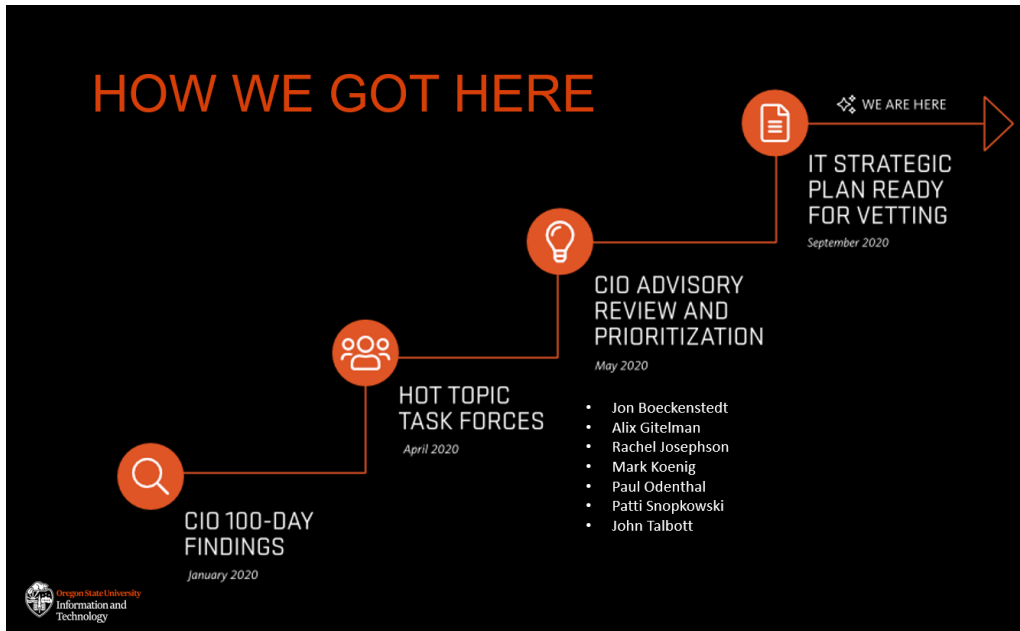 HOW WE GOT HERE
WE ARE HERE
IT STRATEGIC
PLAN READY
FOR VETTING
September 2020
CIO ADVISORY
REVIEW AND
PRIORITIZATION
May 2020
• Jon Boeckenstedt
• Alix Gitelman
• Rachel Josephson
• Mark Koenig
• Paul Odenthal
• Patti Snopkowski
• John Talbott
HOT TOPIC
TASK FORCES
April 2020
CIO 100-DAY
FINDINGS
January 2020
Oregon State University
Information and
Technology